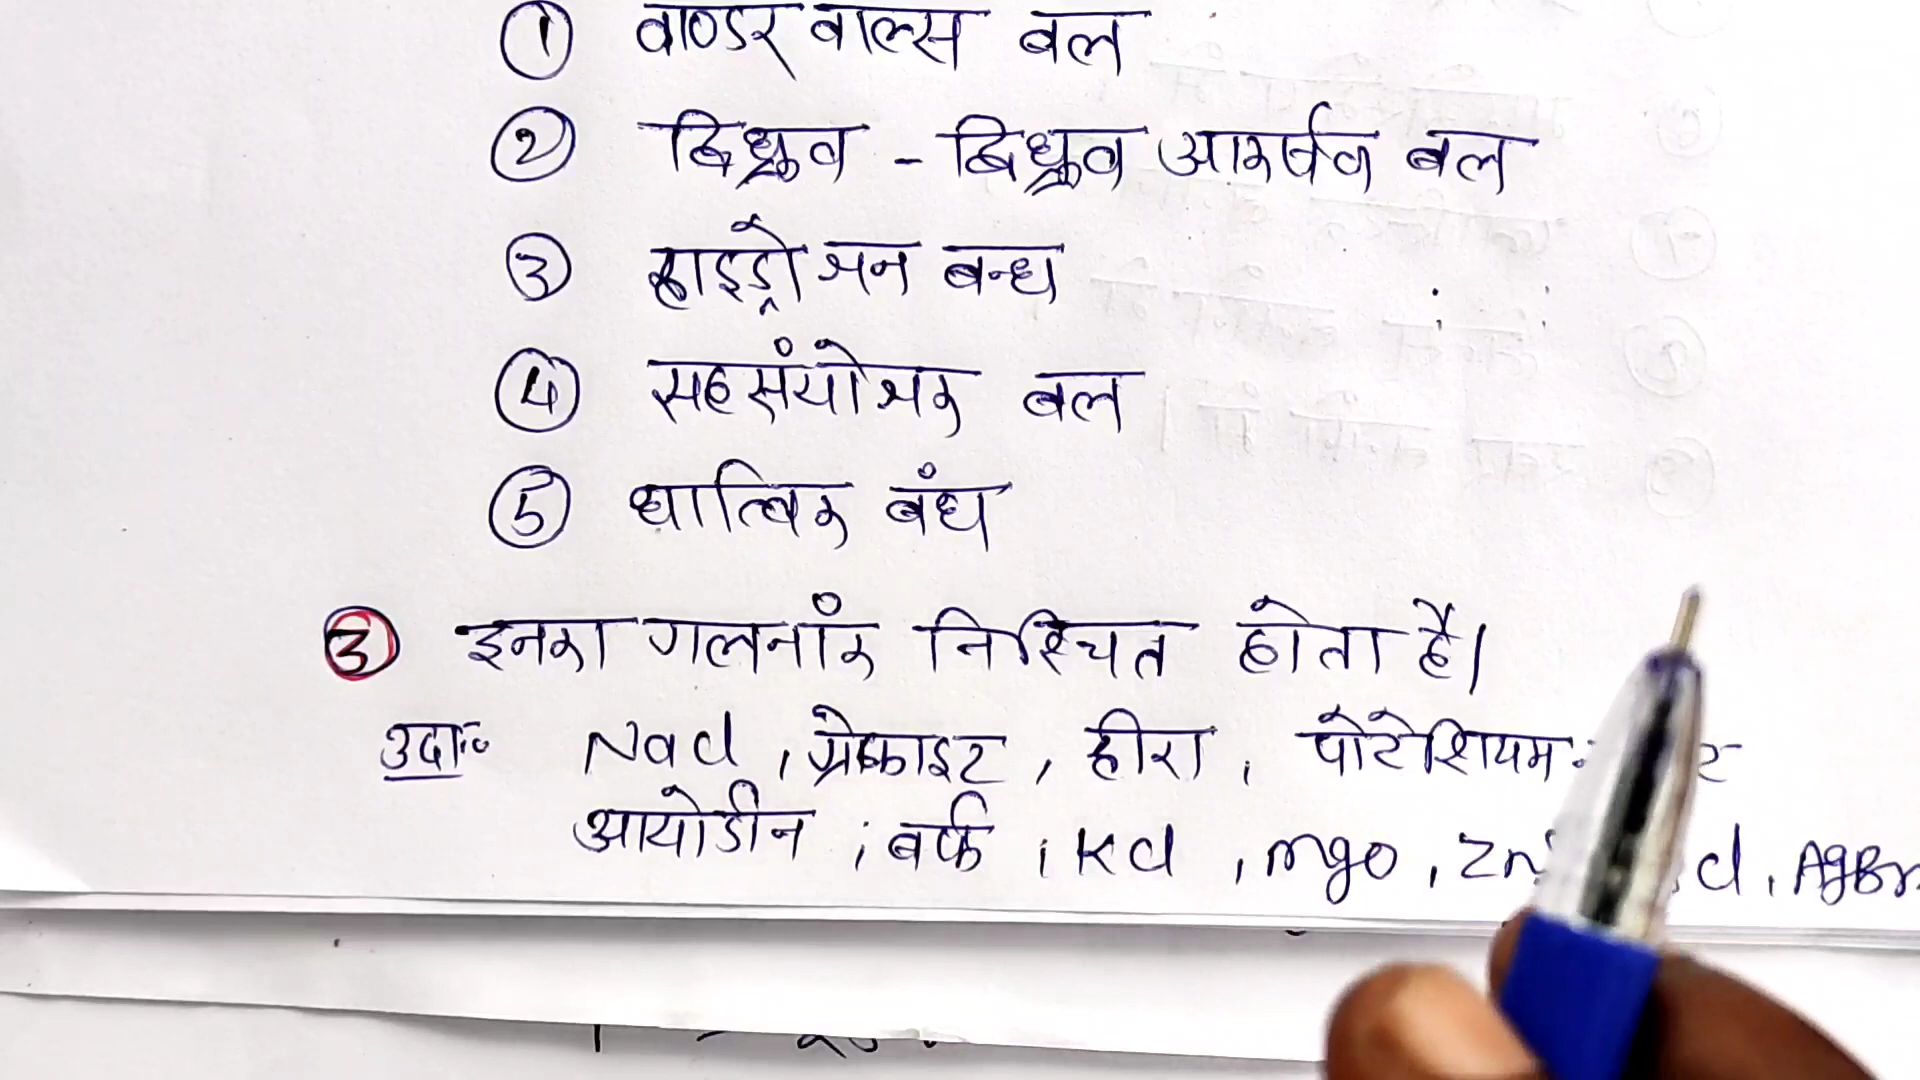 ① वाण्डर वाल्स बल
② द्विध्रुव - द्विध्रुव आकर्षण बल
③ हाइड्रोजन बन्ध
④ सहसंयोजक बल
⑤ धात्विक बंध
③ इनका गलनांक निश्चित होता है।
उदा० NaCl , ग्रेफाइट , हीरा , पोटेशियम
आयोडीन , बर्फ , KCl , MgO , AgBr